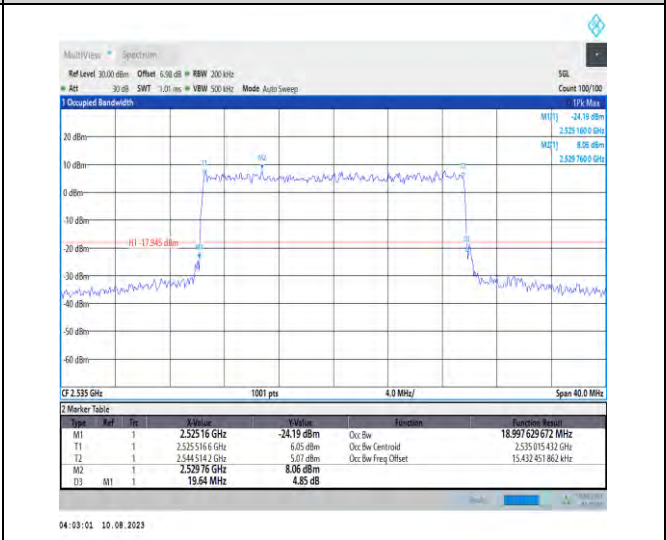 MultiView Spectrum
Ref Level 30.00 dBm Offset 6.98 dB RBW 200 kHz SGL
Att 30 dB SWT 1.01 ms VBW 500 kHz Mode Auto Sweep Count 100/100
1 Occupied Bandwidth 1Pk Max
M1[1] -24.19 dBm
2.525 160 0 GHz
20 dBm
M2[1] 8.06 dBm
2.529 760 0 GHz
T1 M2 T2
10 dBm
0 dBm
-10 dBm
H1 -17.945 dBm
D3
M1
-20 dBm
-30 dBm
-40 dBm
-50 dBm
-60 dBm
CF 2.535 GHz 1001 pts 4.0 MHz/ Span 40.0 MHz
2 Marker Table
Type Ref Trc X-Value Y-Value Function Function Result
M1 1 2.52516 GHz -24.19 dBm Occ Bw 18.997 629 672 MHz
T1 1 2.525 516 6 GHz 6.05 dBm Occ Bw Centroid 2.535 015 432 GHz
T2 1 2.544 514 2 GHz 5.07 dBm Occ Bw Freq Offset 15.432 451 862 kHz
M2 1 2.52976 GHz 8.06 dBm
D3 M1 1 19.64 MHz 4.85 dB
04:03:01 10.08.2023